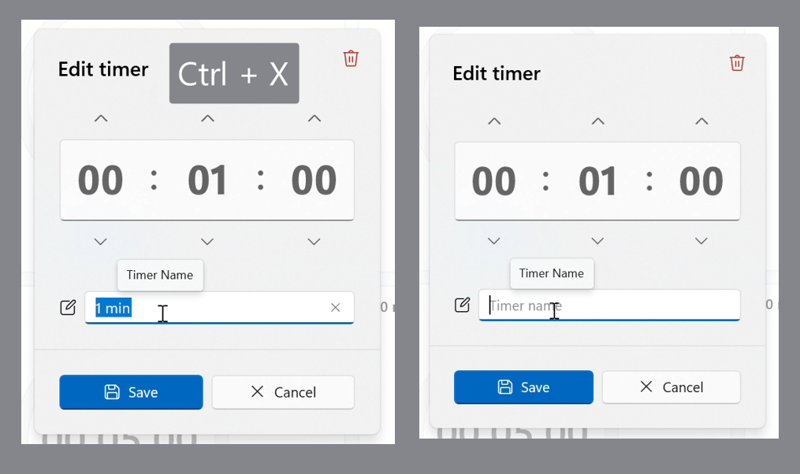 Edit timer
Ctrl + X
00 : 01 : 00
Timer Name
1 min
Save
Cancel
Edit timer
00 : 01 : 00
Timer Name
Timer name
Save
Cancel